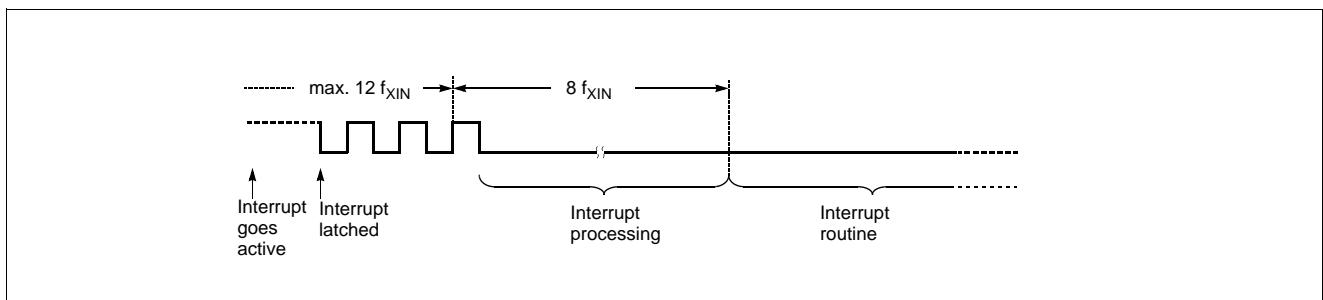 max. 12 fXIN
8 fXIN
Interrupt
goes
active
Interrupt
latched
Interrupt
processing
Interrupt
routine